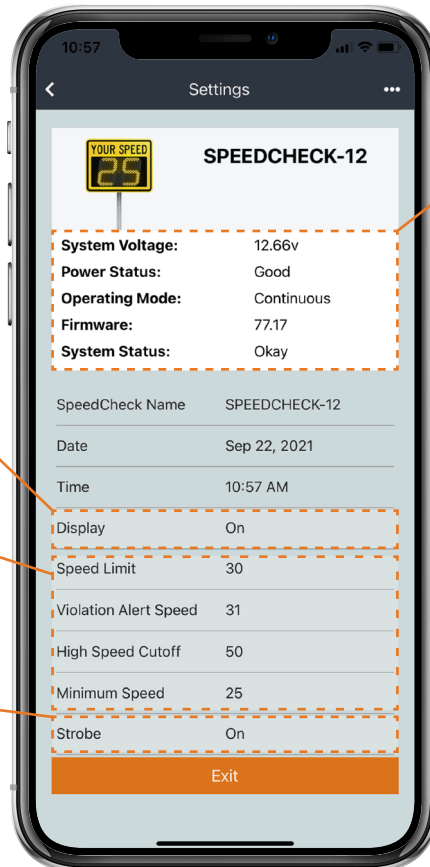 10:57
Settings
YOUR SPEED
25
SPEEDCHECK-12
System Voltage: 12.66v
Power Status: Good
Operating Mode: Continuous
Firmware: 77.17
System Status: Okay
SpeedCheck Name SPEEDCHECK-12
Date Sep 22, 2021
Time 10:57 AM
Display On
Speed Limit 30
Violation Alert Speed 31
High Speed Cutoff 50
Minimum Speed 25
Strobe On
Exit